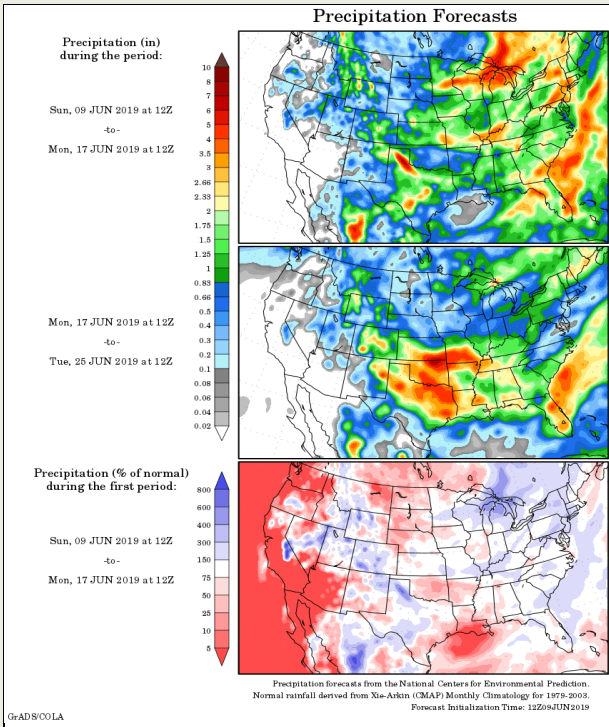 Precipitation Forecasts
Precipitation (in)
during the period:
Sun, 09 JUN 2019 at 12Z
-to-
Mon, 17 JUN 2019 at 12Z
10
8
7
6
5
4
3.5
3
2.66
2.33
2
1.75
1.5
1.25
1
0.83
0.66
0.5
0.4
0.3
0.2
0.1
0.08
0.06
0.04
0.02
Mon, 17 JUN 2019 at 12Z
-to-
Tue, 25 JUN 2019 at 12Z
Precipitation (% of normal)
during the first period:
Sun, 09 JUN 2019 at 12Z
-to-
Mon, 17 JUN 2019 at 12Z
800
600
400
300
150
75
50
25
10
5
Precipitation forecasts from the National Centers for Environmental Prediction.
Normal rainfall derived from Xie-Arkin (CMAP) Monthly Climatology for 1979-2003.
Forecast Initialization Time: 12Z09JUN2019
GrADS/COLA